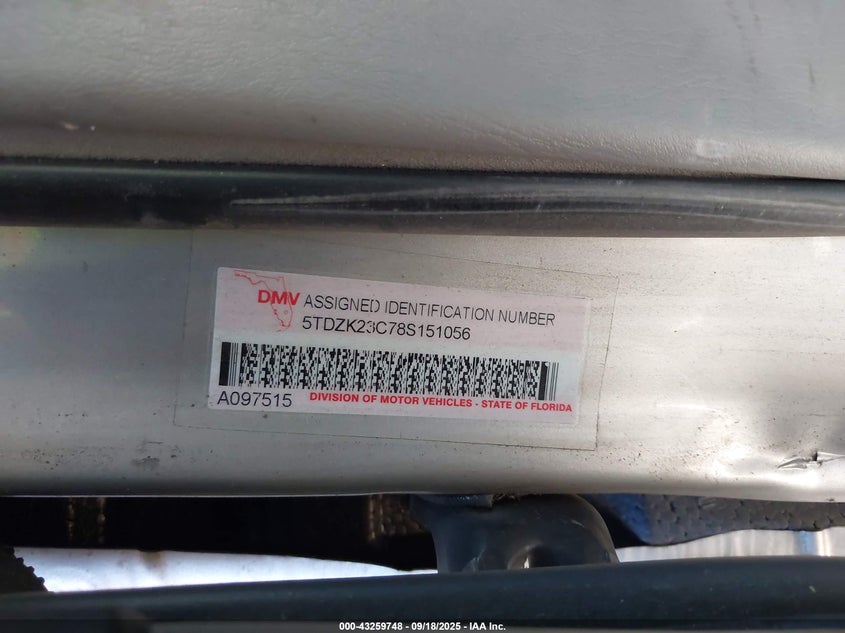 DMV ASSIGNED IDENTIFICATION NUMBER
5TDZK23C78S151056
A097515 DIVISION OF MOTOR VEHICLES - STATE OF FLORIDA
000-43259748 - 09/18/2025 - IAA Inc.